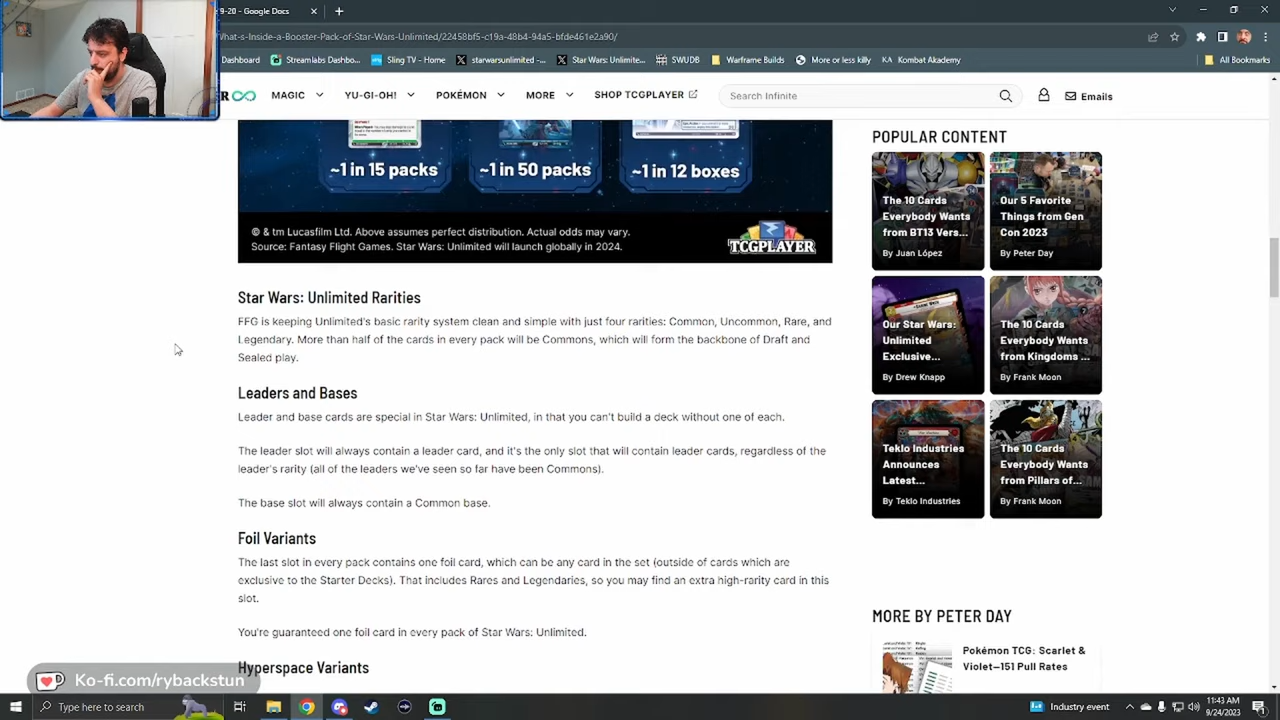 9-20 - Google Docs
hat-s-Inside-a-Booster-Pack-of-Star-Wars-Unlimited/22458bf5-c19a-48b4-94a5-bfde461e2a90/
Dashboard
Streamlabs Dashbo...
Sling TV - Home
starwarsunlimited -...
Star Wars: Unlimite...
SWUDB
Warframe Builds
More or less killy
KA Kombat Akademy
All Bookmarks
R
MAGIC
YU-GI-OH!
POKÉMON
MORE
SHOP TCGPLAYER
Search Infinite
Emails
~1 in 15 packs
~1 in 50 packs
~1 in 12 boxes
© & tm Lucasfilm Ltd. Above assumes perfect distribution. Actual odds may vary.
Source: Fantasy Flight Games. Star Wars: Unlimited will launch globally in 2024.
TCGPLAYER
Star Wars: Unlimited Rarities
FFG is keeping Unlimited's basic rarity system clean and simple with just four rarities: Common, Uncommon, Rare, and
Legendary. More than half of the cards in every pack will be Commons, which will form the backbone of Draft and
Sealed play.
Leaders and Bases
Leader and base cards are special in Star Wars: Unlimited, in that you can't build a deck without one of each.
The leader slot will always contain a leader card, and it's the only slot that will contain leader cards, regardless of the
leader's rarity (all of the leaders we've seen so far have been Commons).
The base slot will always contain a Common base.
Foil Variants
The last slot in every pack contains one foil card, which can be any card in the set (outside of cards which are
exclusive to the Starter Decks). That includes Rares and Legendaries, so you may find an extra high-rarity card in this
slot.
You're guaranteed one foil card in every pack of Star Wars: Unlimited.
yperspace Variants
POPULAR CONTENT
The 10 Cards
Everybody Wants
from BT13 Vers...
By Juan López
Our 5 Favorite
Things from Gen
Con 2023
By Peter Day
Our Star Wars:
Unlimited
Exclusive...
By Drew Knapp
The 10 Cards
Everybody Wants
from Kingdoms ...
By Frank Moon
Teklo Industries
Announces
Latest...
By Teklo Industries
The 10 Cards
Everybody Wants
from Pillars of...
By Frank Moon
MORE BY PETER DAY
Pokémon TCG: Scarlet &
Violet—151 Pull Rates
Ko-fi.com/rybackstun
Type here to search
Industry event
11:43 AM
9/24/2023